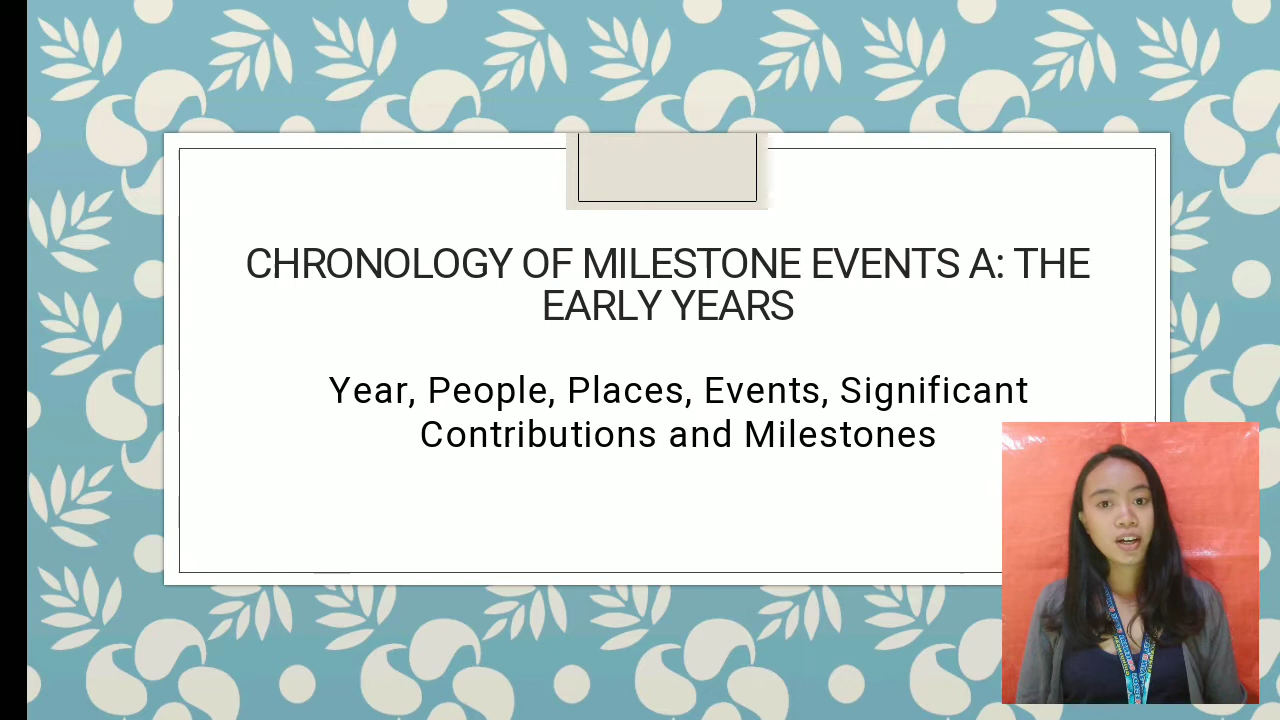 CHRONOLOGY OF MILESTONE EVENTS A: THE
EARLY YEARS
Year, People, Places, Events, Significant
Contributions and Milestones